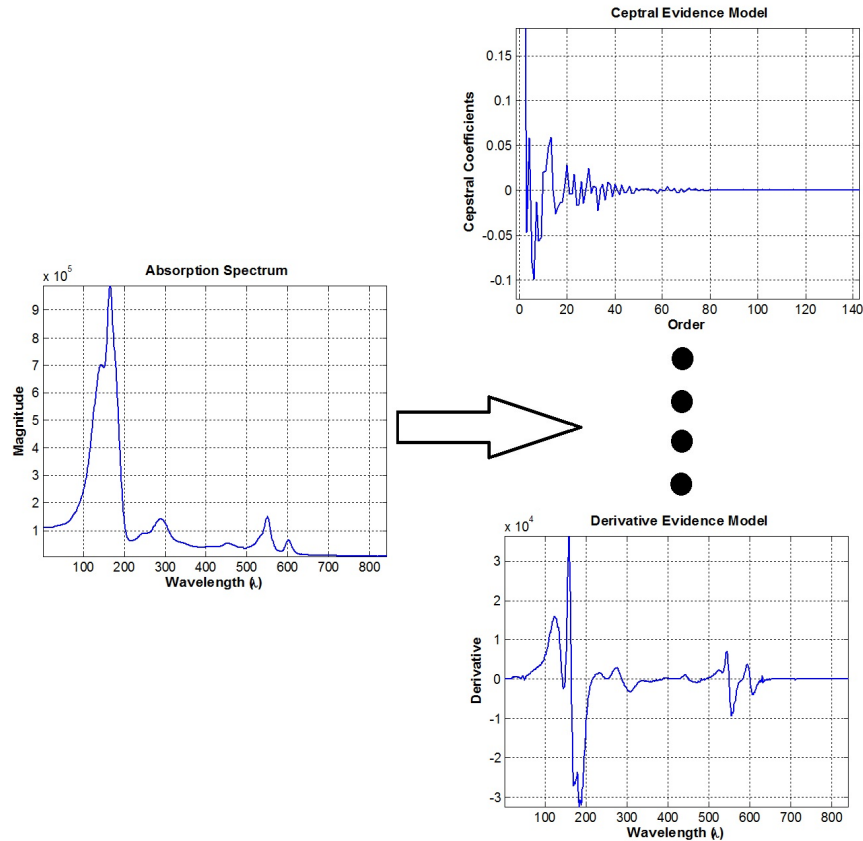 Ceptral Evidence Model
0.15
0.1
0.05
0
-0.05
-0.1
Cepstral Coefficients
0 20 40 60 80 100 120 140
Order
Absorption Spectrum
x 10^5
9
8
7
6
5
4
3
2
1
Magnitude
100 200 300 400 500 600 700 800
Wavelength (λ)
Derivative Evidence Model
x 10^4
3
2
1
0
-1
-2
-3
Derivative
100 200 300 400 500 600 700 800
Wavelength (λ)